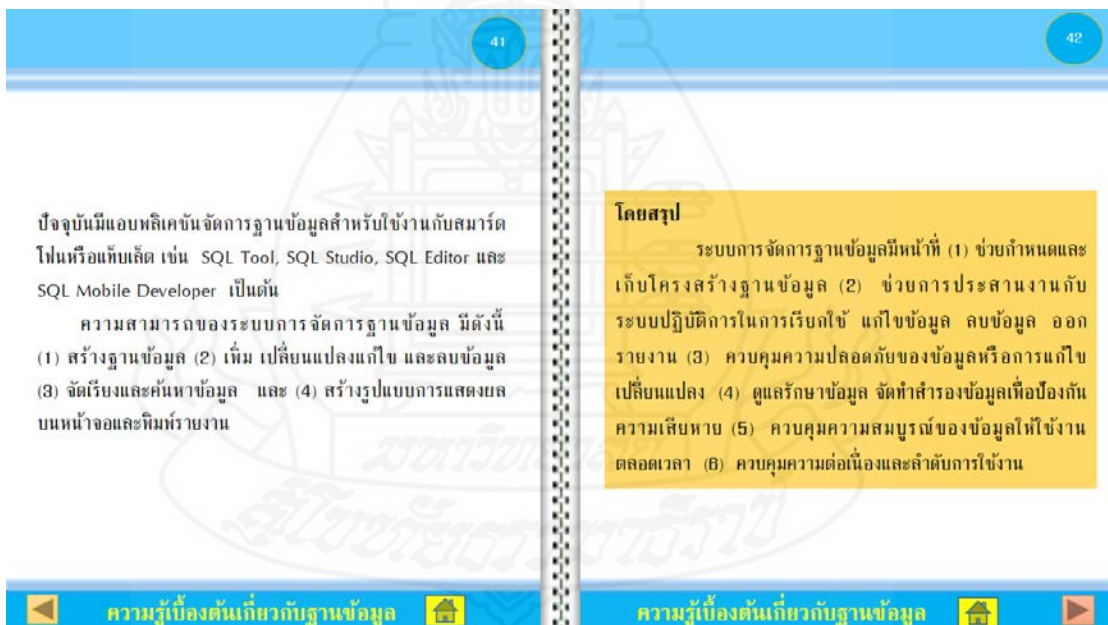 41
ปัจจุบันมีแอบพลิเคชันจัดการฐานข้อมูลสำหรับใช้งานกับสมาร์ต
โฟนหรือแท็บเล็ต เช่น SQL Tool, SQL Studio, SQL Editor และ
SQL Mobile Developer เป็นต้น
ความสามารถของระบบการจัดการฐานข้อมูล มีดังนี้
(1) สร้างฐานข้อมูล (2) เพิ่ม เปลี่ยนแปลงแก้ไข และลบข้อมูล
(3) จัดเรียงและค้นหาข้อมูล และ (4) สร้างรูปแบบการแสดงผล
บนหน้าจอและพิมพ์รายงาน
ความรู้เบื้องต้นเกี่ยวกับฐานข้อมูล
42
โดยสรุป
ระบบการจัดการฐานข้อมูลมีหน้าที่ (1) ช่วยกำหนดและ
เก็บโครงสร้างฐานข้อมูล (2) ช่วยการประสานงานกับ
ระบบปฏิบัติการในการเรียกใช้ แก้ไขข้อมูล ลบข้อมูล ออก
รายงาน (3) ควบคุมความปลอดภัยของข้อมูลหรือการแก้ไข
เปลี่ยนแปลง (4) ดูแลรักษาข้อมูล จัดทำสำรองข้อมูลเพื่อป้องกัน
ความเสียหาย (5) ควบคุมความสมบูรณ์ของข้อมูลให้ใช้งาน
ตลอดเวลา (6) ควบคุมความต่อเนื่องและลำดับการใช้งาน
ความรู้เบื้องต้นเกี่ยวกับฐานข้อมูล
มหาวิทยาลัย
สุโขทัยธรรมาธิราช